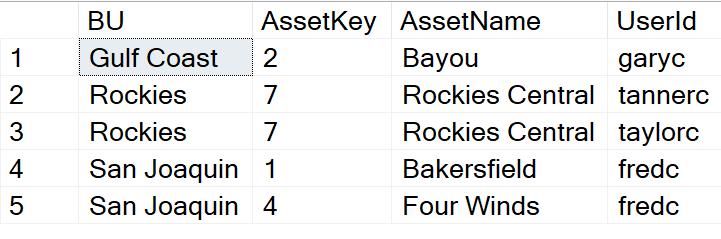 BU AssetKey AssetName UserId
1 Gulf Coast 2 Bayou garyc
2 Rockies 7 Rockies Central tannerc
3 Rockies 7 Rockies Central taylorc
4 San Joaquin 1 Bakersfield fredc
5 San Joaquin 4 Four Winds fredc